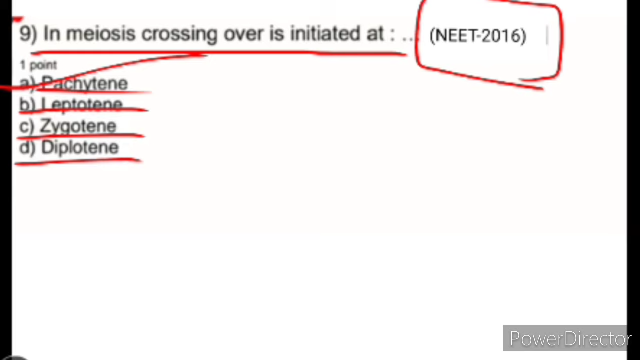 9) In meiosis crossing over is initiated at : ... (NEET-2016)
1 point
a) Pachytene
b) Leptotene
c) Zygotene
d) Diplotene
PowerDirector